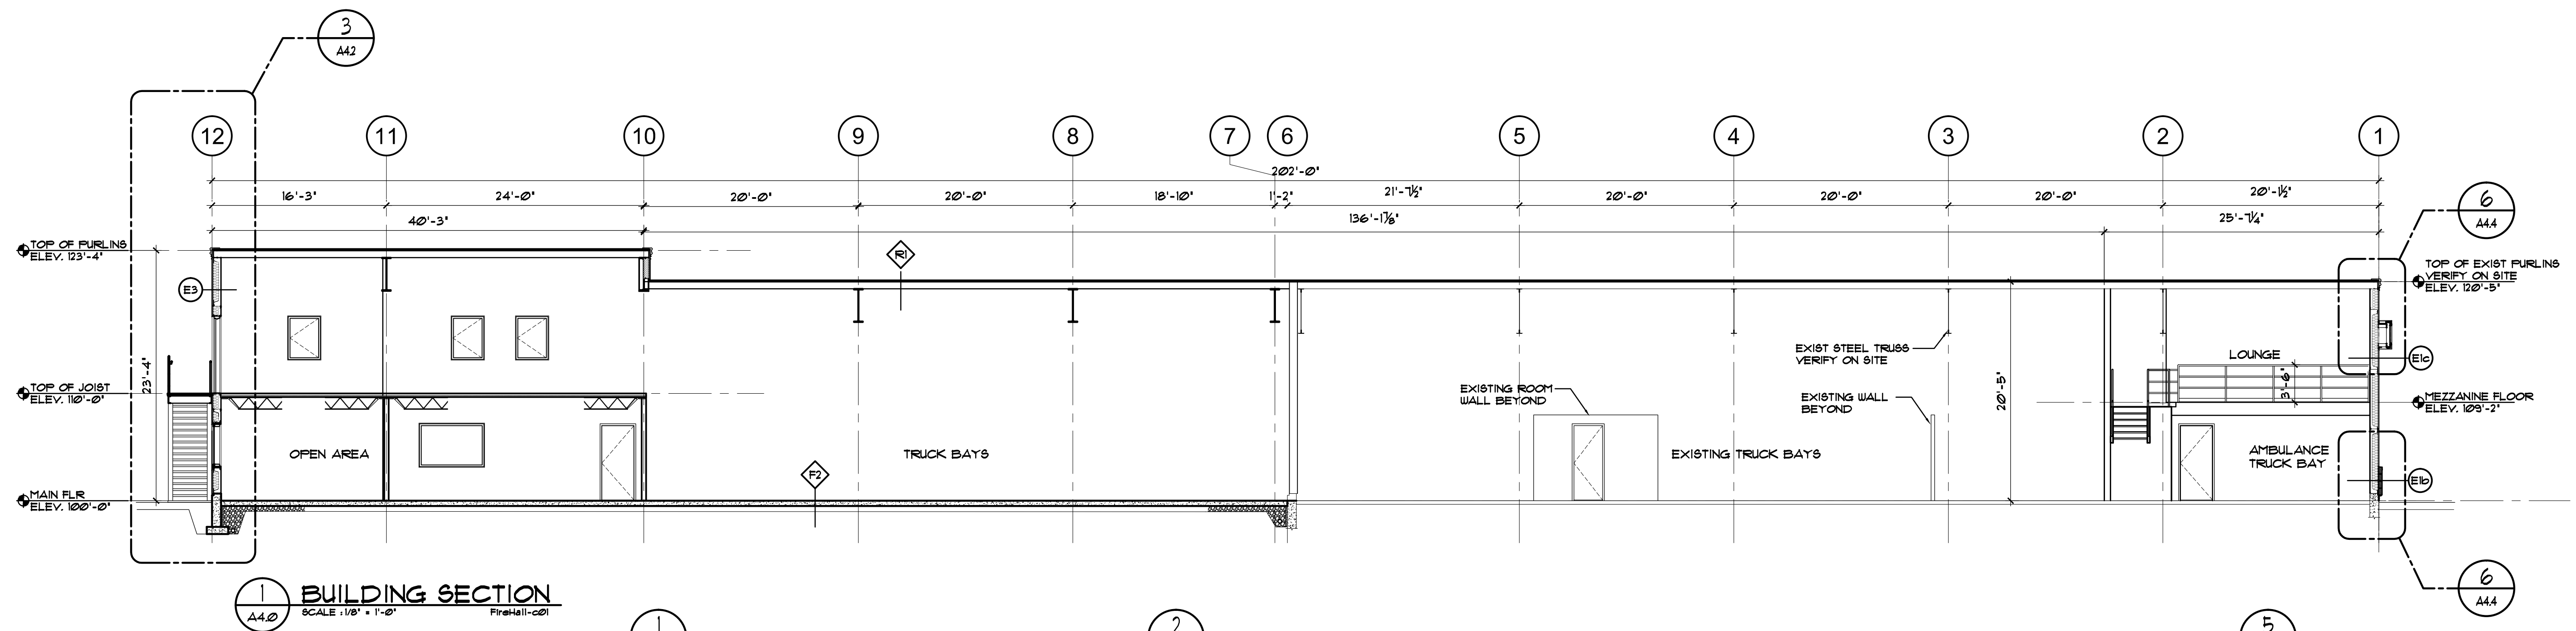 3
A4.2
12
11
10
9
8
7
6
5
4
3
2
1
202'-0"
16'-3"
24'-0"
20'-0"
20'-0"
18'-10"
1'-2"
21'-7½"
20'-0"
20'-0"
20'-0"
20'-1½"
40'-3"
136'-1⅞"
25'-7¼"
6
A4.4
TOP OF PURLINS
ELEV. 123'-4"
R1
TOP OF EXIST PURLINS
VERIFY ON SITE
ELEV. 120'-5"
E3
23'-4"
EXIST STEEL TRUSS
VERIFY ON SITE
LOUNGE
E1c
TOP OF JOIST
ELEV. 110'-0"
EXISTING ROOM
WALL BEYOND
EXISTING WALL
BEYOND
20'-5"
3'-6"
MEZZANINE FLOOR
ELEV. 109'-2"
OPEN AREA
TRUCK BAYS
EXISTING TRUCK BAYS
AMBULANCE
TRUCK BAY
F2
E1b
MAIN FLR
ELEV. 100'-0"
6
A4.4
1
A4.0
BUILDING SECTION
SCALE : 1/8" = 1'-0"
FireHall-c01
1
2
5